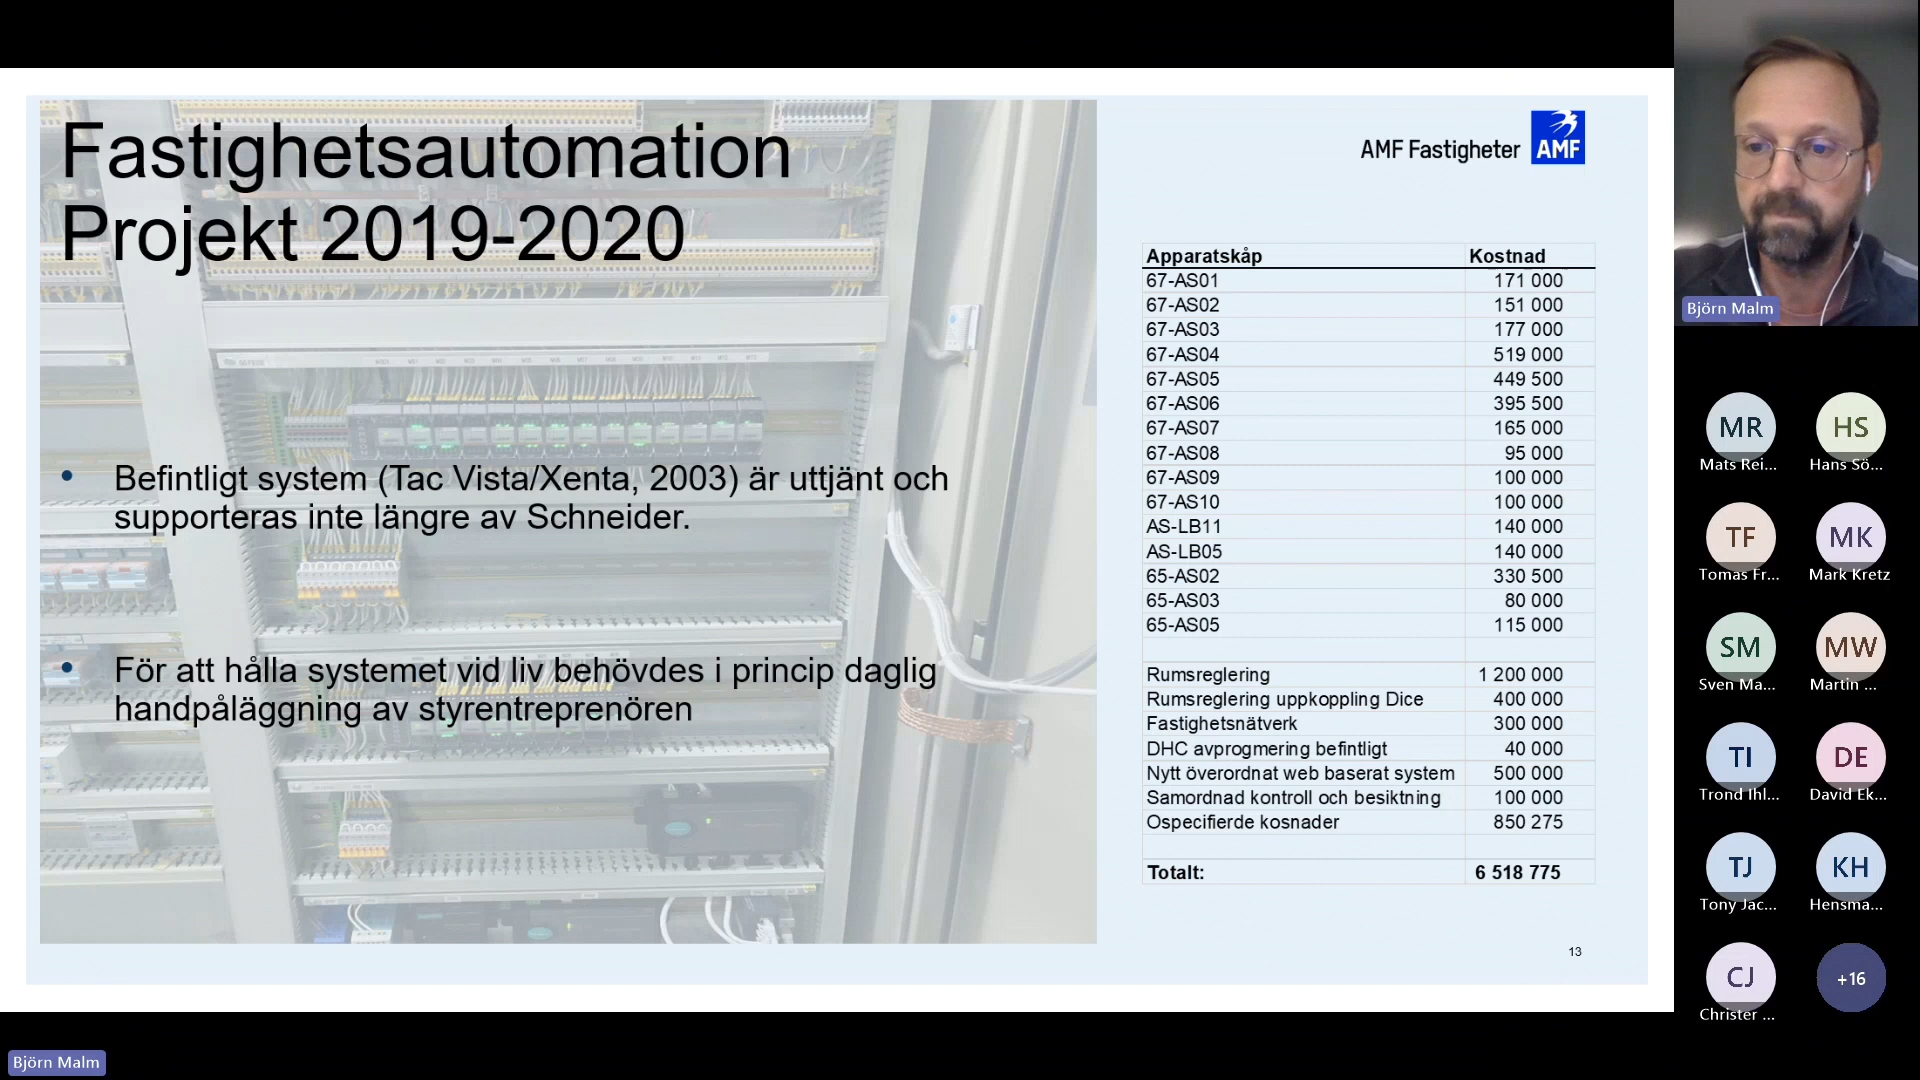 Fastighetsautomation
Projekt 2019-2020
Befintligt system (Tac Vista/Xenta, 2003) är uttjänt och
supporteras inte längre av Schneider.
För att hålla systemet vid liv behövdes i princip daglig
handpåläggning av styrentreprenören
AMF Fastigheter AMF
Apparatskåp Kostnad
67-AS01 171 000
67-AS02 151 000
67-AS03 177 000
67-AS04 519 000
67-AS05 449 500
67-AS06 395 500
67-AS07 165 000
67-AS08 95 000
67-AS09 100 000
67-AS10 100 000
AS-LB11 140 000
AS-LB05 140 000
65-AS02 330 500
65-AS03 80 000
65-AS05 115 000
Rumsreglering 1 200 000
Rumsreglering uppkoppling Dice 400 000
Fastighetsnätverk 300 000
DHC avprogmering befintligt 40 000
Nytt överordnat web baserat system 500 000
Samordnad kontroll och besiktning 100 000
Ospecifierde kosnader 850 275
Totalt: 6 518 775
13
Björn Malm
MR HS
Mats Rei... Hans Sö...
TF MK
Tomas Fr... Mark Kretz
SM MW
Sven Ma... Martin ...
TI DE
Trond Ihl... David Ek...
TJ KH
Tony Jac... Hensma...
CJ +16
Christer ...
Björn Malm